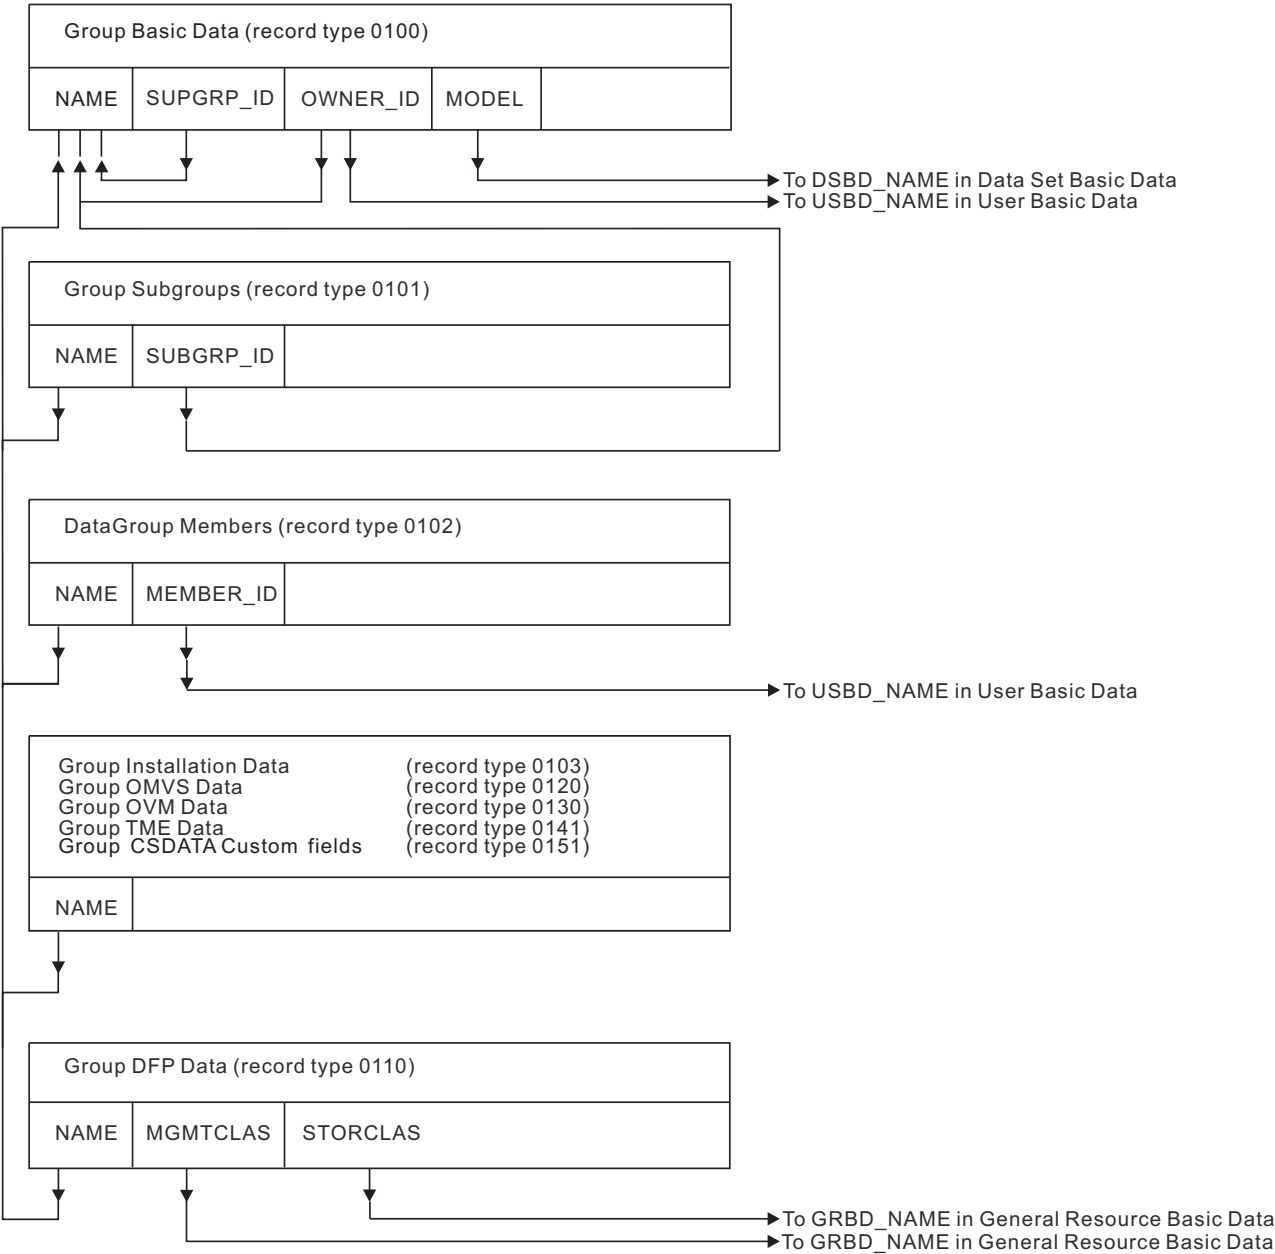 Group Basic Data (record type 0100)
NAME SUPGRP_ID OWNER_ID MODEL
To DSBD_NAME in Data Set Basic Data
To USBD_NAME in User Basic Data
Group Subgroups (record type 0101)
NAME SUBGRP_ID
DataGroup Members (record type 0102)
NAME MEMBER_ID
To USBD_NAME in User Basic Data
Group Installation Data (record type 0103)
Group OMVS Data (record type 0120)
Group OVM Data (record type 0130)
Group TME Data (record type 0141)
Group CSDATA Custom fields (record type 0151)
NAME
Group DFP Data (record type 0110)
NAME MGMTCLAS STORCLAS
To GRBD_NAME in General Resource Basic Data
To GRBD_NAME in General Resource Basic Data